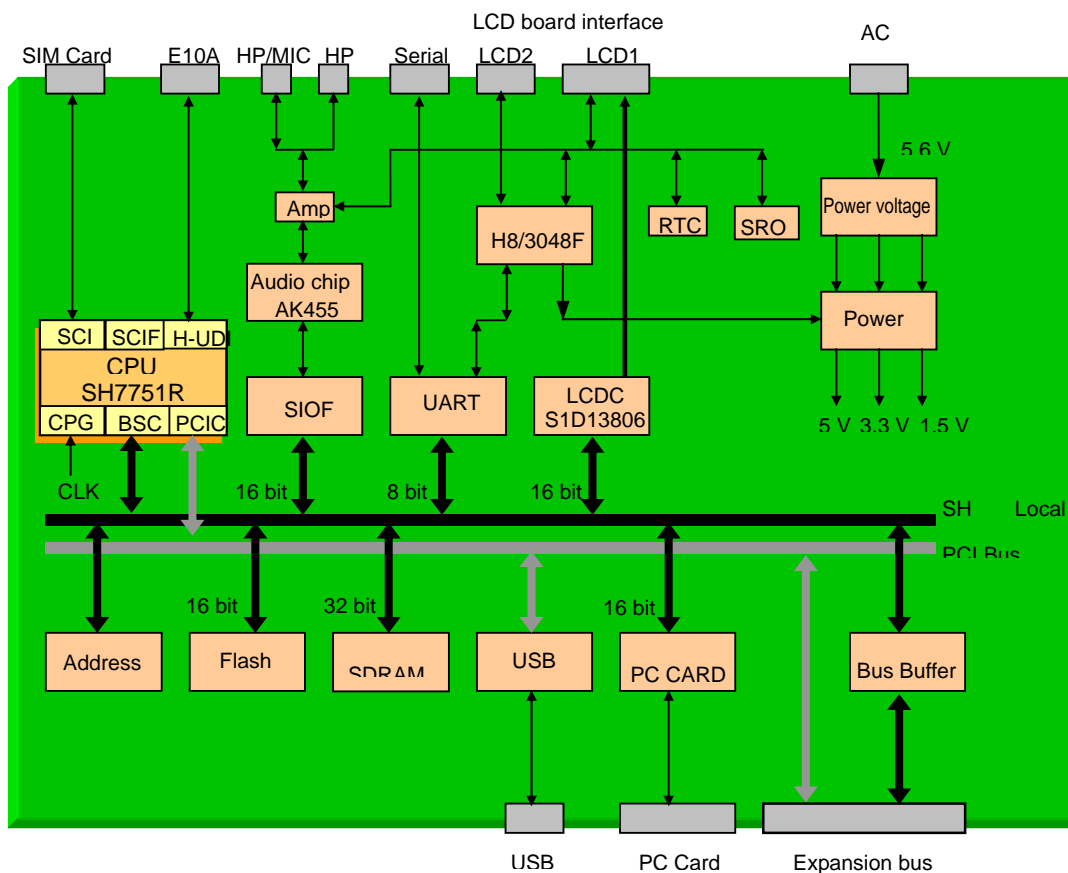 LCD board interface
AC
SIM Card E10A HP/MIC HP Serial LCD2 LCD1
5.6 V
Power voltage
Amp
H8/3048F
RTC
SRO
Audio chip
AK455
Power
SCI SCIF H-UDI
CPU
SH7751R
CPG BSC PCIC
SIOF
UART
LCDC
S1D13806
5 V 3.3 V 1.5 V
CLK
16 bit 8 bit 16 bit
SH Local
PCI Bus
16 bit 32 bit 16 bit
Address
Flash
SDRAM
USB
PC CARD
Bus Buffer
USB PC Card Expansion bus